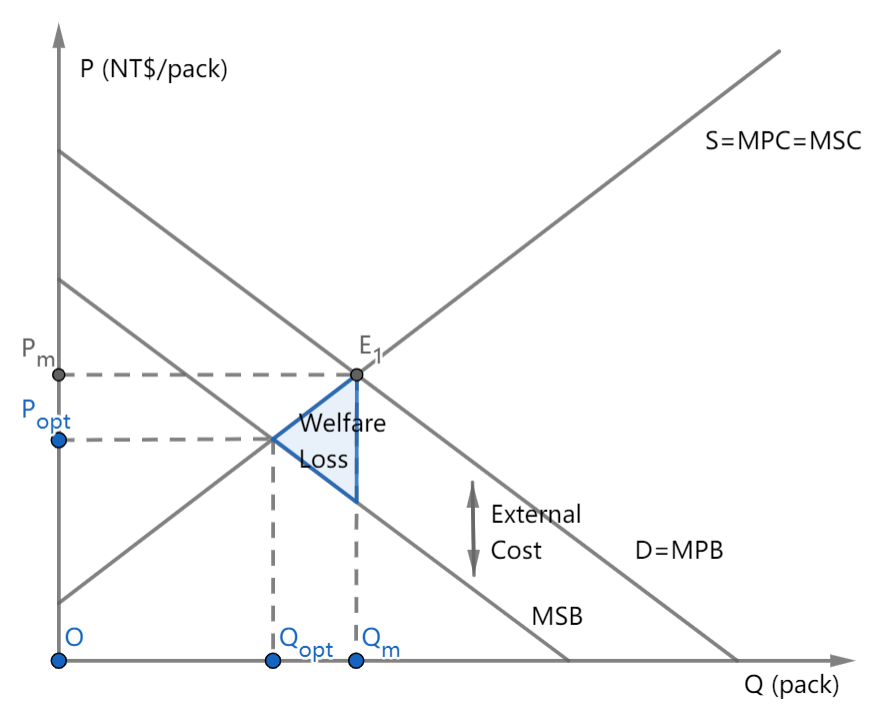 P (NT$/pack)
S=MPC=MSC
E1
Pm
Popt
Welfare
Loss
External
Cost
D=MPB
MSB
O
Qopt
Qm
Q (pack)